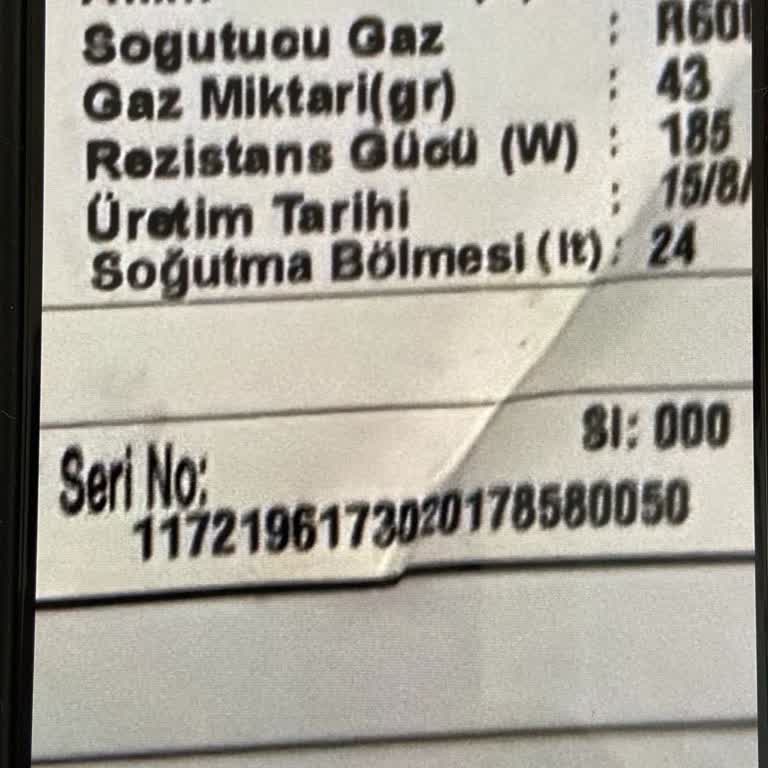 Sogutucu Gaz : R60
Gaz Miktari(gr) : 43
Rezistans Gücü (W) : 185
Üretim Tarihi : 15/8/
Soğutma Bölmesi (lt) : 24
SI: 000
Seri No:
1172196173020178580050